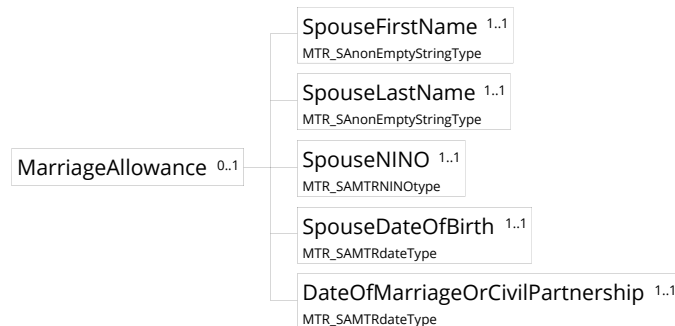 SpouseFirstName 1..1
MTR_SAnonEmptyStringType
SpouseLastName 1..1
MTR_SAnonEmptyStringType
MarriageAllowance 0..1
SpouseNINO 1..1
MTR_SAMTRNINOtype
SpouseDateOfBirth 1..1
MTR_SAMTRdateType
DateOfMarriageOrCivilPartnership 1..1
MTR_SAMTRdateType